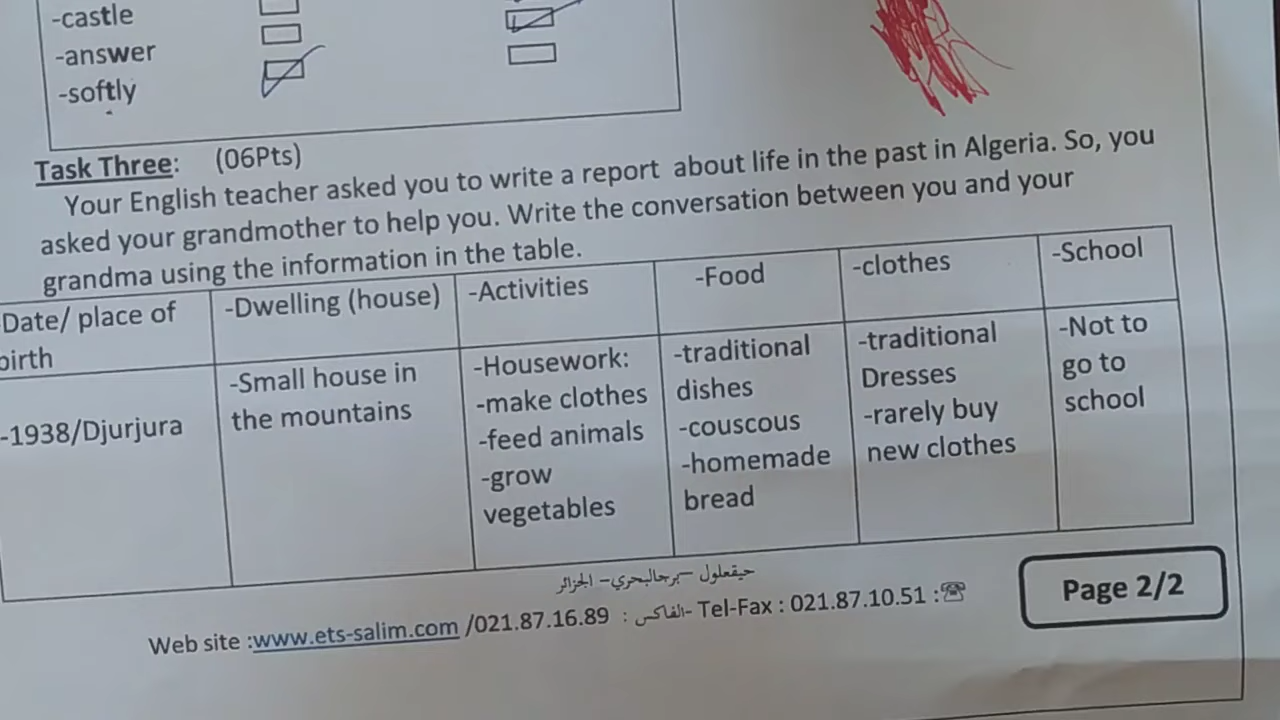 -castle
-answer
-softly
Task Three: (06Pts)
Your English teacher asked you to write a report about life in the past in Algeria. So, you
asked your grandmother to help you. Write the conversation between you and your
grandma using the information in the table.
Date/ place of
birth
-Dwelling (house)
-Activities
-Food
-clothes
-School
-1938/Djurjura
-Small house in
the mountains
-Housework:
-make clothes
-feed animals
-grow
vegetables
-traditional
dishes
-couscous
-homemade
bread
-traditional
Dresses
-rarely buy
new clothes
-Not to
go to
school
حيقعلول –برجالبحري– الجزائر
Web site :www.ets-salim.com /021.87.16.89 : الفاكس- Tel-Fax : 021.87.10.51 :☏
Page 2/2